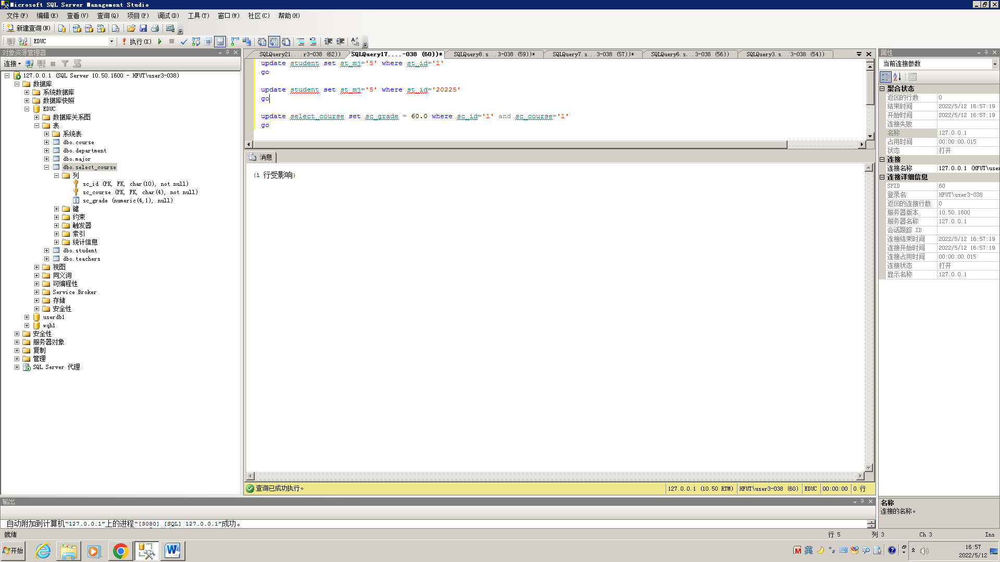 Microsoft SQL Server Management Studio
文件(F) 编辑(E) 查看(V) 查询(Q) 项目(P) 调试(D) 工具(T) 窗口(W) 社区(C) 帮助(H)
新建查询(N)
EDUC 执行(X)
对象资源管理器
连接
127.0.0.1 (SQL Server 10.50.1600 - HFUT\user3-038)
数据库
系统数据库
数据库快照
EDUC
数据库关系图
表
系统表
dbo.course
dbo.department
dbo.major
dbo.select_course
列
sc_id (PK, FK, char(10), not null)
sc_course (PK, FK, char(4), not null)
sc_grade (numeric(4,1), null)
键
约束
触发器
索引
统计信息
dbo.student
dbo.teachers
视图
同义词
可编程性
Service Broker
存储
安全性
userdb1
wqh1
安全性
服务器对象
复制
管理
SQL Server 代理
SQLQuery21....r3-038 (62)) SQLQuery17....-038 (60))* SQLQuery8.s...3-038 (59))* SQLQuery7.s...3-038 (57))* SQLQuery6.s...3-038 (56)) SQLQuery3.s...3-038 (54))
update student set st_mj='5' where st_id='1'
go
update student set st_mj='5' where st_id='20225'
go
update select_course set sc_grade = 60.0 where sc_id='1' and sc_course='1'
go
消息
(1 行受影响)
查询已成功执行。 127.0.0.1 (10.50 RTM) HFUT\user3-038 (60) EDUC 00:00:00 0 行
属性
当前连接参数
聚合状态
返回的行数 0
结束时间 2022/5/12 16:57:19
开始时间 2022/5/12 16:57:19
连接失败
名称 127.0.0.1
占用时间 00:00:00.015
状态 打开
连接
连接名称 127.0.0.1 (HFUT\use
连接详细信息
SPID 60
登录名 HFUT\user3-038
返回的连接行数 0
服务器版本 10.50.1600
服务器名称 127.0.0.1
会话跟踪 ID
连接结束时间 2022/5/12 16:57:19
连接开始时间 2022/5/12 16:57:19
连接占用时间 00:00:00.015
连接状态 打开
显示名称 127.0.0.1
名称
连接的名称。
输出
自动附加到计算机“127.0.0.1”上的进程“[3080] [SQL] 127.0.0.1”成功。
就绪 行 5 列 3 Ch 3 Ins
开始 英 16:57
2022/5/12